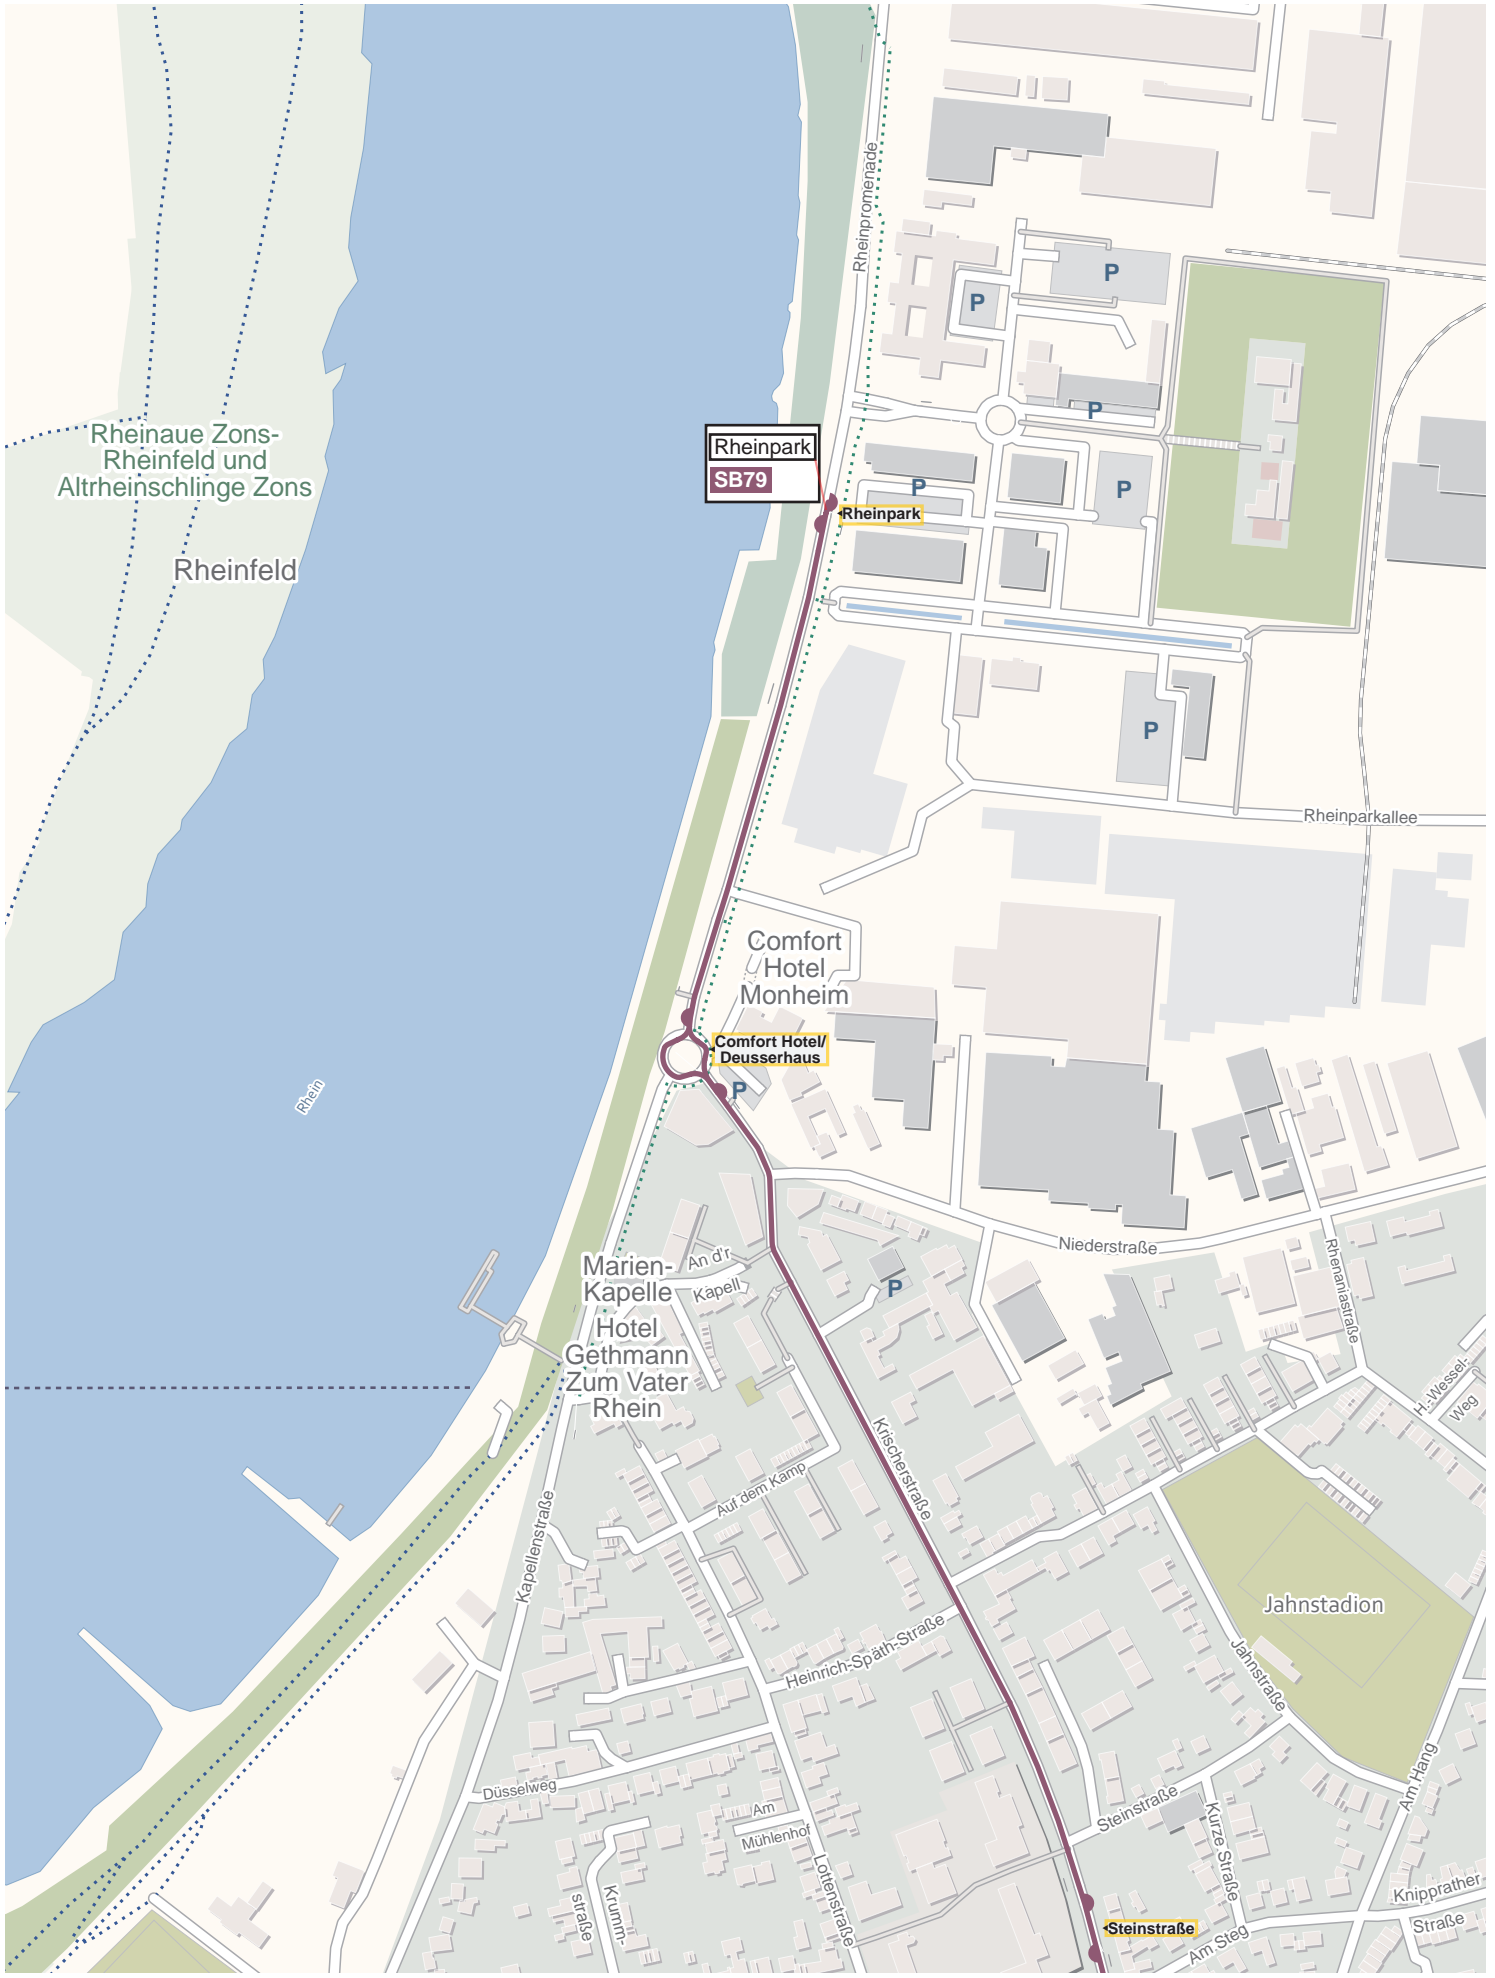 Rheinpromenade
P
P
P
Rheinaue Zons-
Rheinfeld und
Altrheinschlinge Zons
Rheinpark
SB79
P
P
Rheinpark
Rheinfeld
P
Rheinparkallee
Comfort
Hotel
Monheim
Comfort Hotel/
Deusserhaus
P
Rhein
Niederstraße
An d'r
Kapell
Marien-
Kapelle
P
Rhenaniastraße
Hotel
Gethmann
Zum Vater
Rhein
H.-Wessel-
Weg
Krischerstraße
Auf dem Kamp
Kapellenstraße
Jahnstadion
Heinrich-Späth-Straße
Jahnstraße
Düsselweg
Am
Mühlenhof
Steinstraße
Am Hang
Kurze Straße
Lottenstraße
Krumm-
straße
Knipprather
Straße
Steinstraße
Am Steg